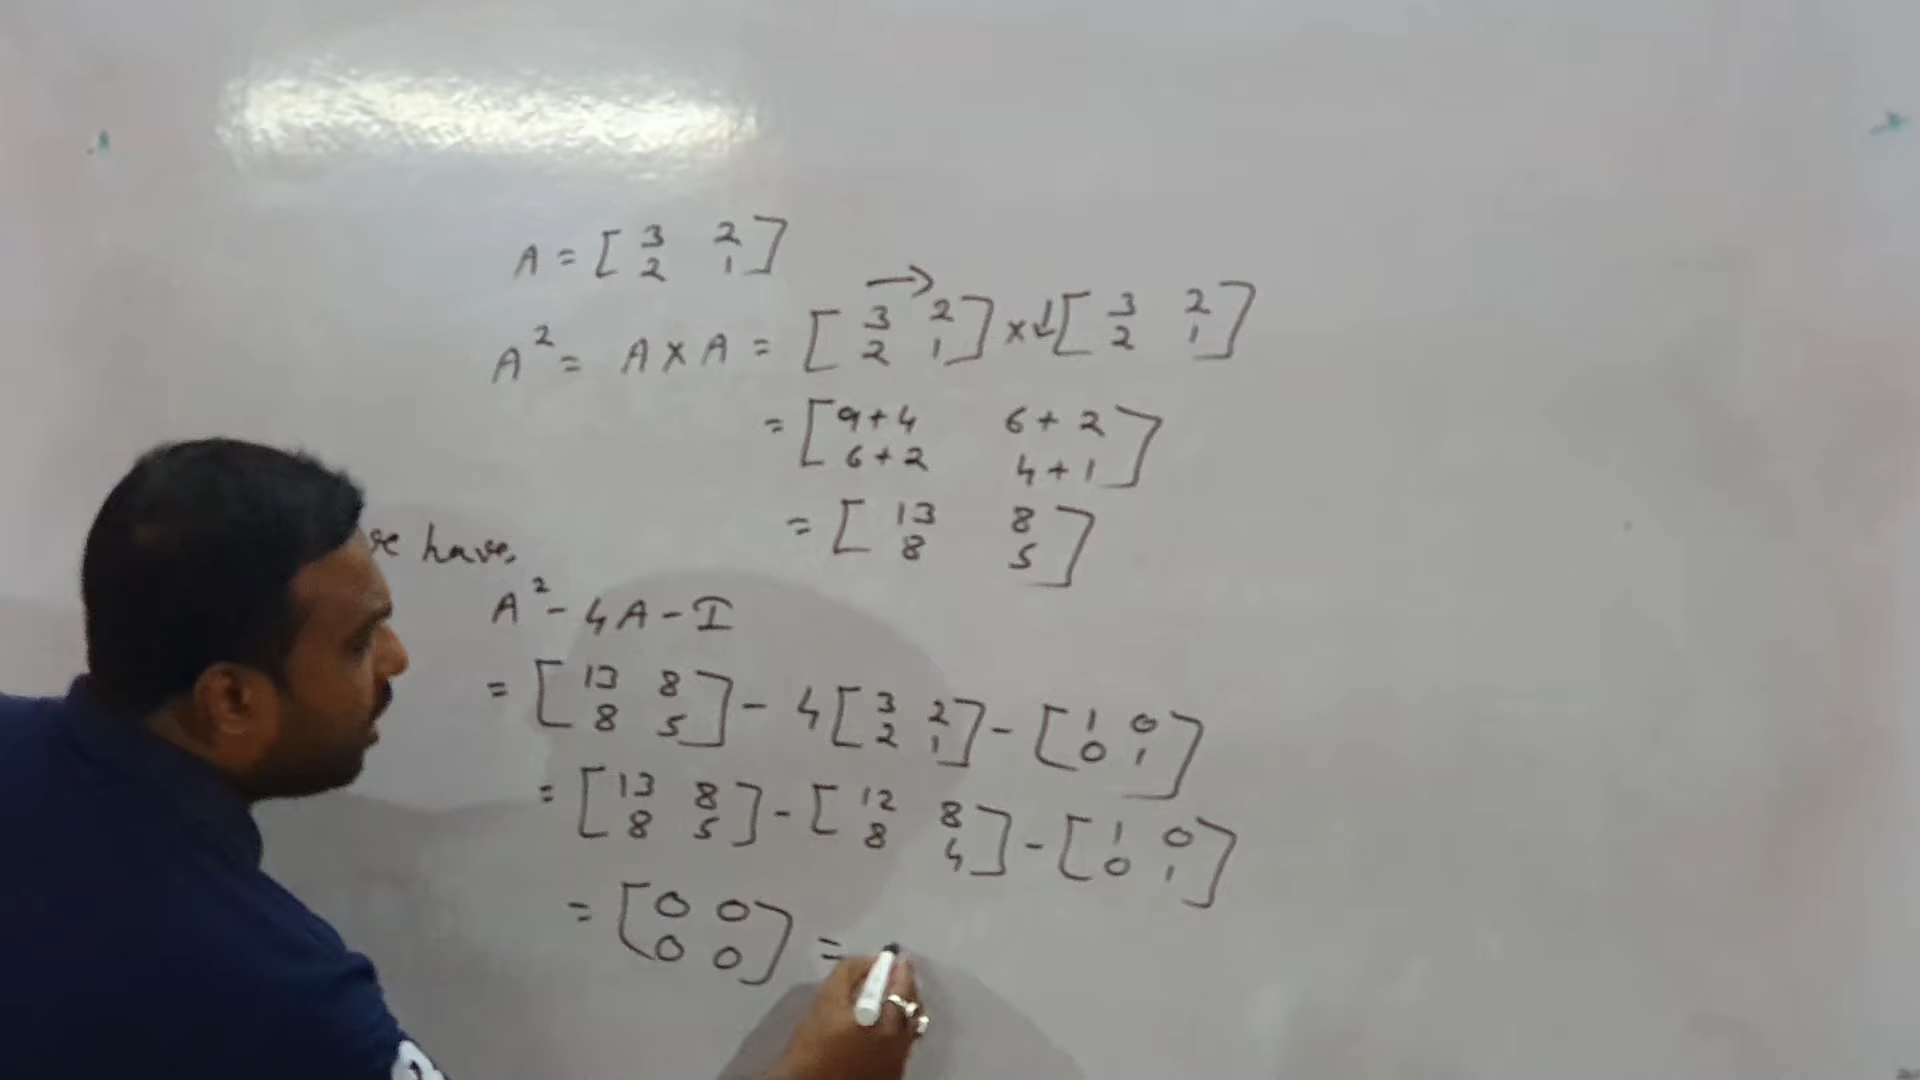 A = [ 3 2
2 1 ]
A² = A × A = [ 3 2
2 1 ] × ↓ [ 3 2
2 1 ]
= [ 9+4 6+2
6+2 4+1 ]
= [ 13 8
8 5 ]
have,
A² - 4A - I
= [ 13 8
8 5 ] - 4 [ 3 2
2 1 ] - [ 1 0
0 1 ]
= [ 13 8
8 5 ] - [ 12 8
8 4 ] - [ 1 0
0 1 ]
= [ 0 0
0 0 ] =